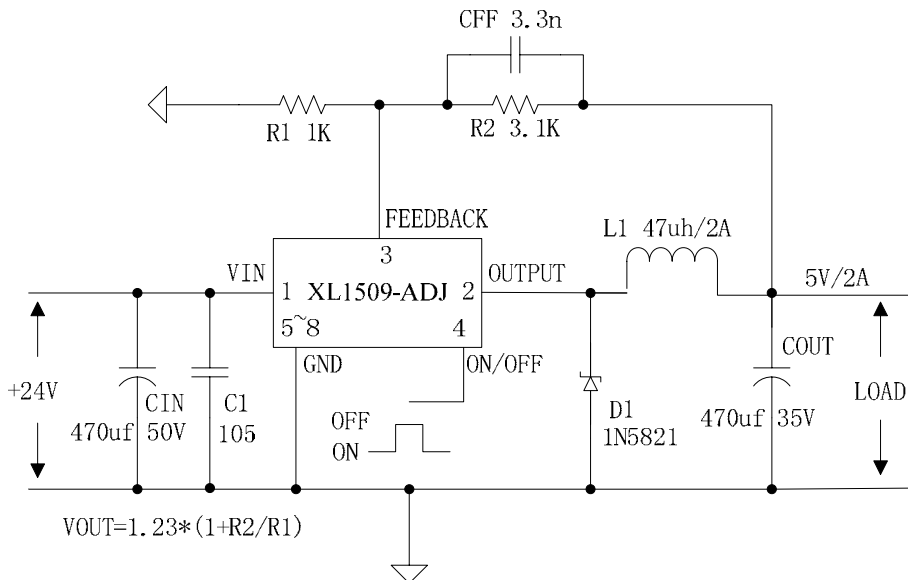 CFF 3.3n
R1 1K
R2 3.1K
FEEDBACK
L1 47uh/2A
3
VIN
OUTPUT
5V/2A
1 XL1509-ADJ 2
5~8
4
GND
ON/OFF
COUT
+24V
CIN
C1
OFF
D1
LOAD
470uf 50V
105
ON
1N5821
470uf 35V
VOUT=1.23*(1+R2/R1)